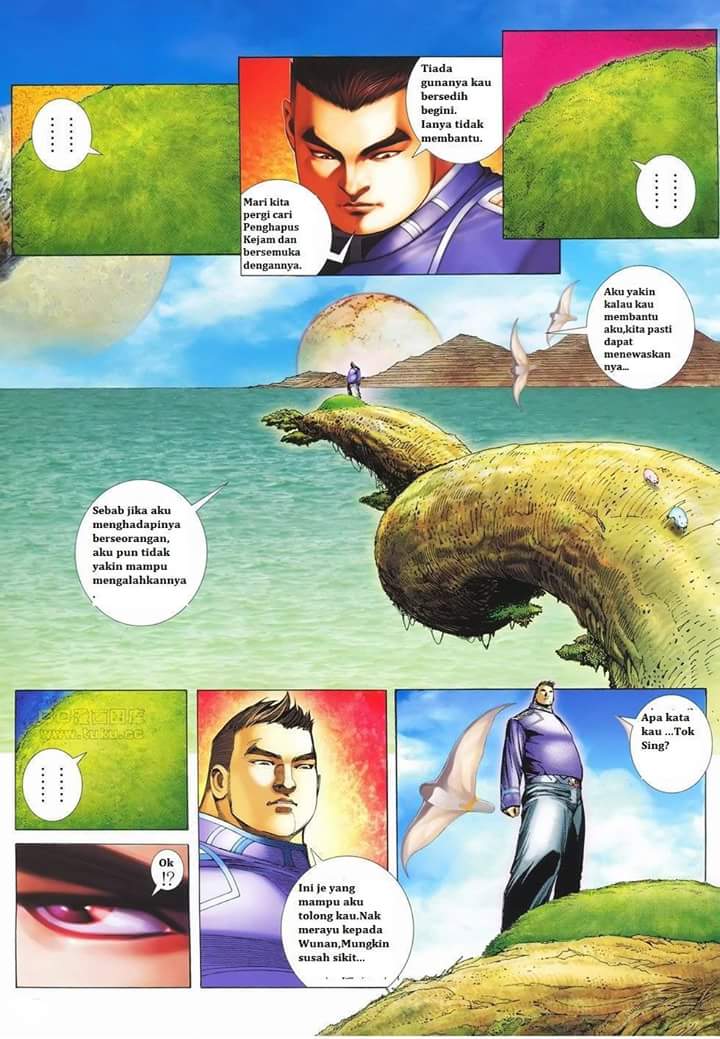 Tiada
gunanya kau
bersedih
begini.
Ianya tidak
membantu.
Mari kita
pergi cari
Penghapus
Kejam dan
bersemuka
dengannya.
Aku yakin
kalau kau
membantu
aku,kita pasti
dapat
menewaskan
nya...
Sebab jika aku
menghadapinya
berseorangan,
aku pun tidak
yakin mampu
mengalahkannya
.
www.tuku.cc
Ok
!?
Ini je yang
mampu aku
tolong kau.Nak
merayu kepada
Wunan,Mungkin
susah sikit...
Apa kata
kau ...Tok
Sing?